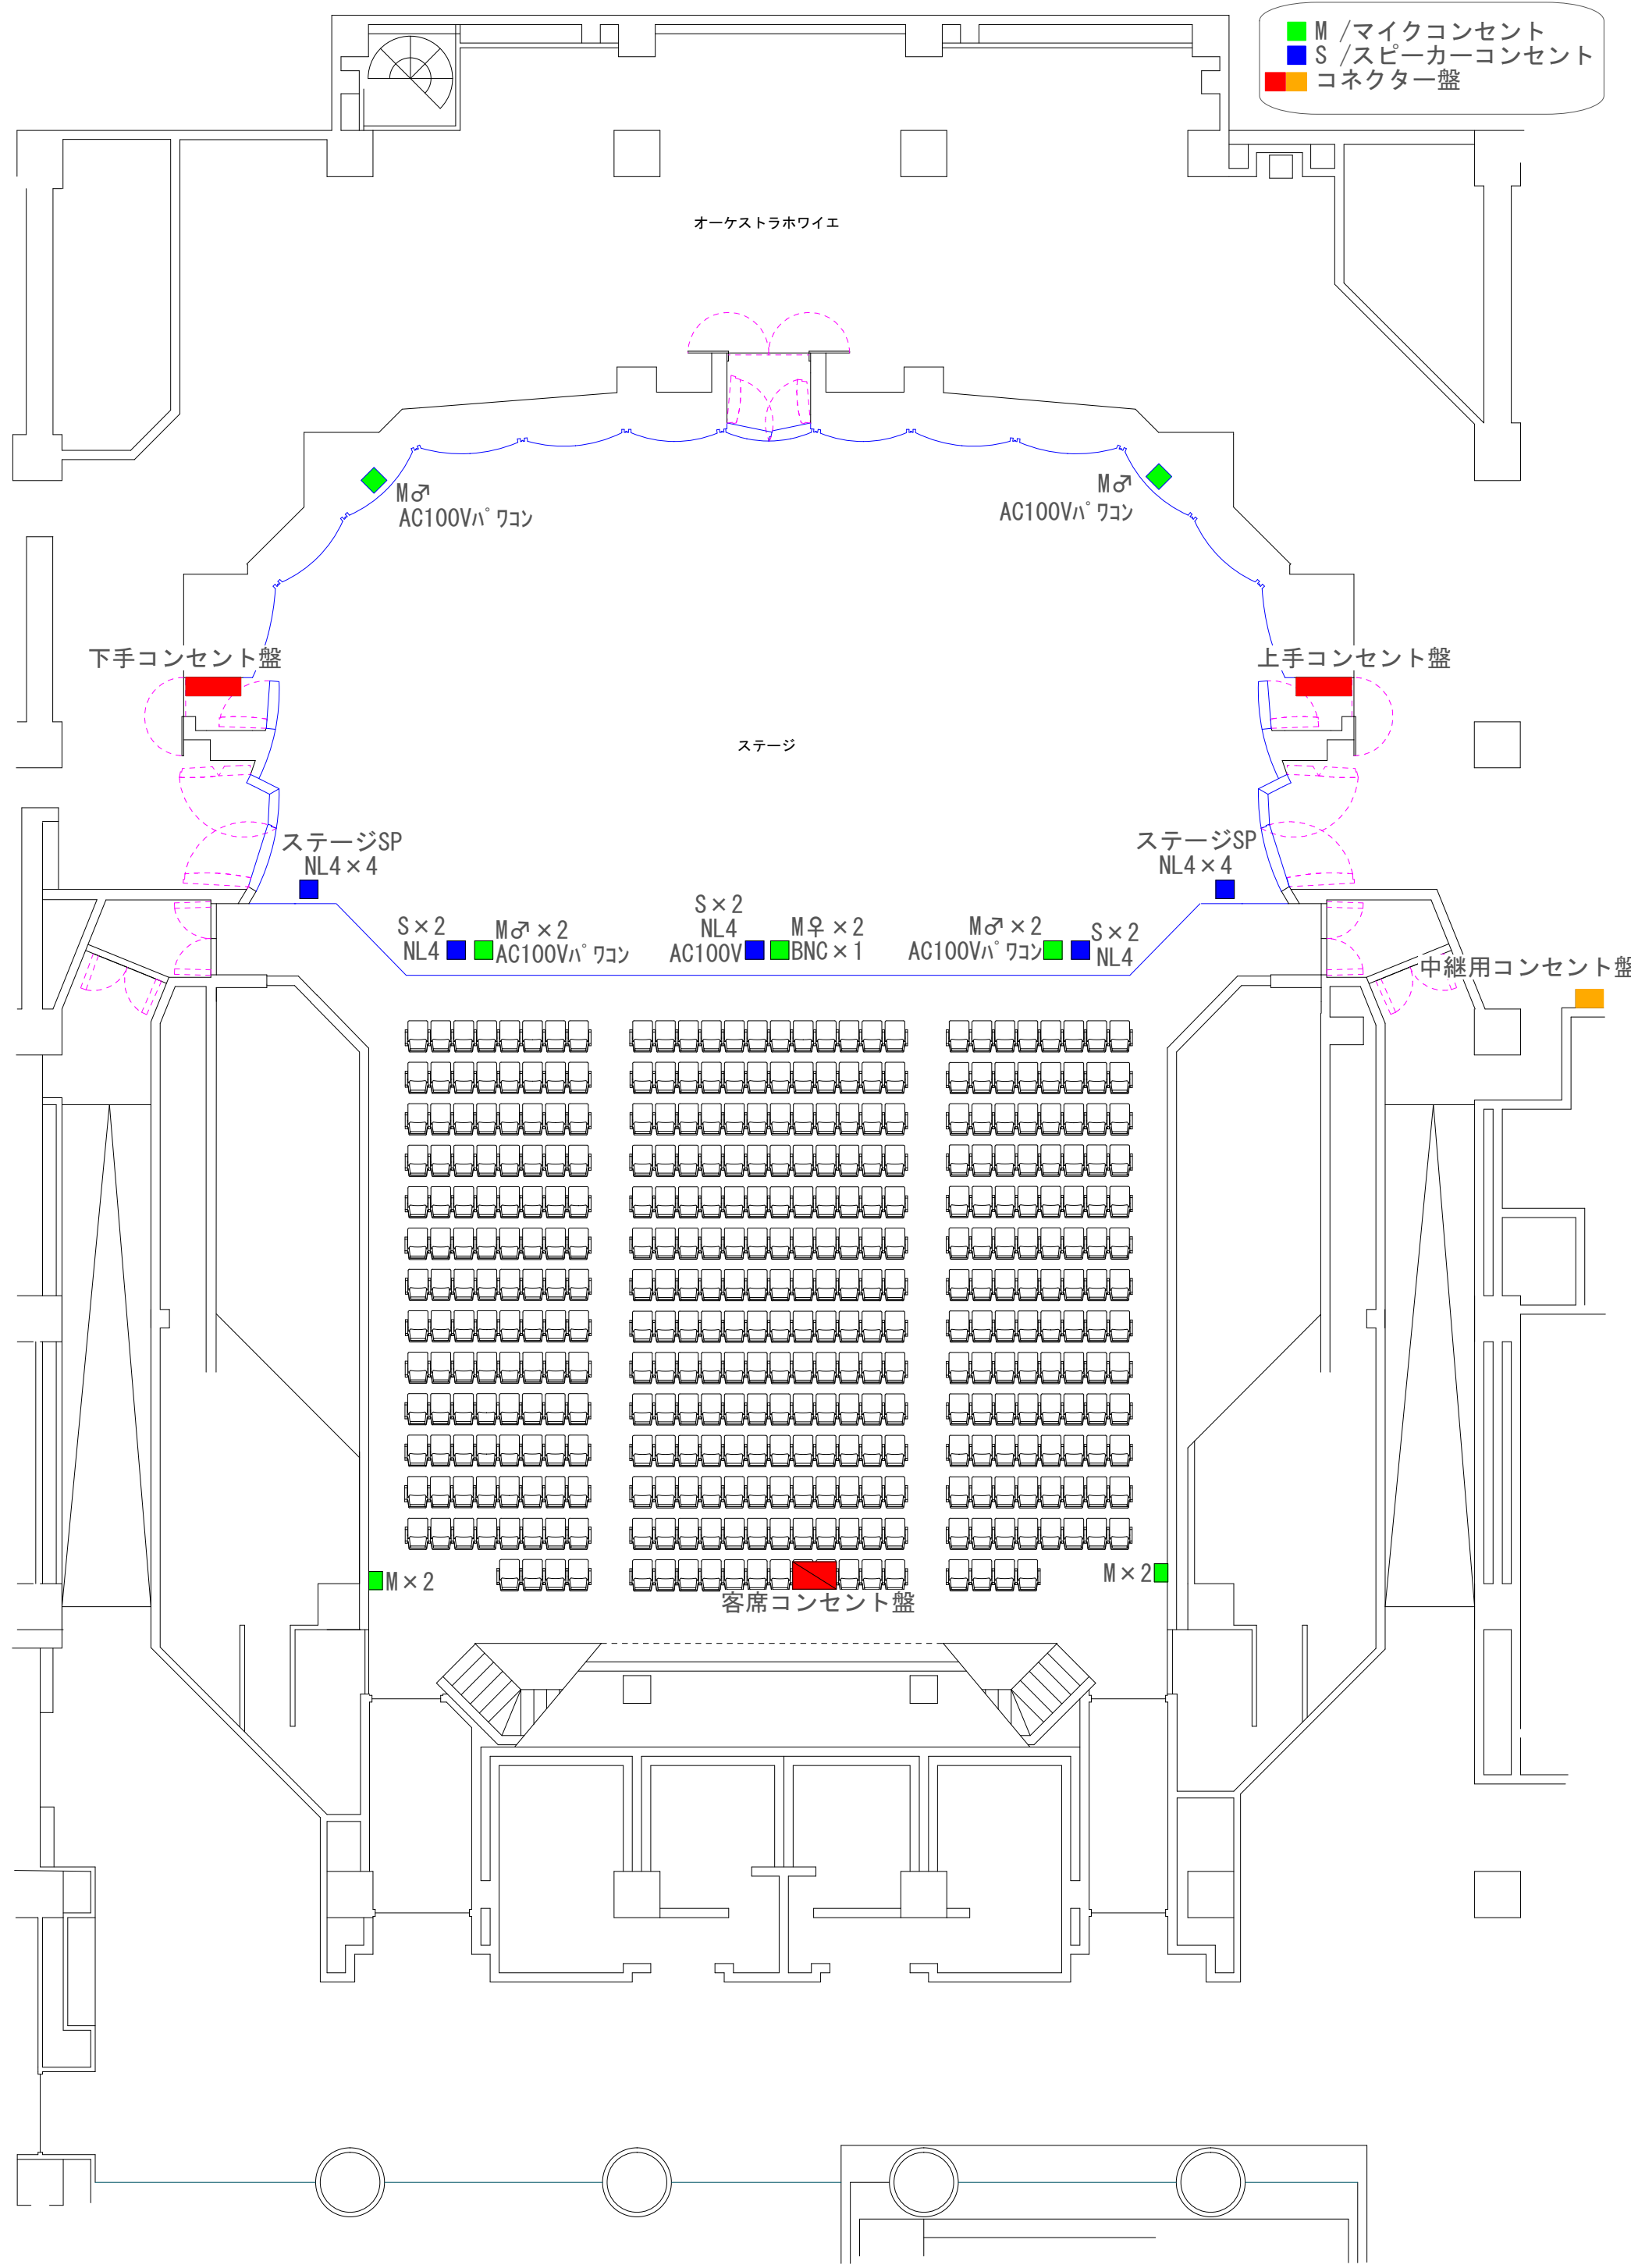 M /マイクコンセント
S /スピーカーコンセント
コネクター盤
オーケストラホワイエ
M♂
AC100Vﾊﾟﾜｺﾝ
M♂
AC100Vﾊﾟﾜｺﾝ
下手コンセント盤
上手コンセント盤
ステージ
ステージSP
NL4×4
ステージSP
NL4×4
S×2
NL4
M♂×2
AC100Vﾊﾟﾜｺﾝ
S×2
NL4
AC100V
M♀×2
BNC×1
M♂×2
AC100Vﾊﾟﾜｺﾝ
S×2
NL4
中継用コンセント盤
M×2
M×2
客席コンセント盤